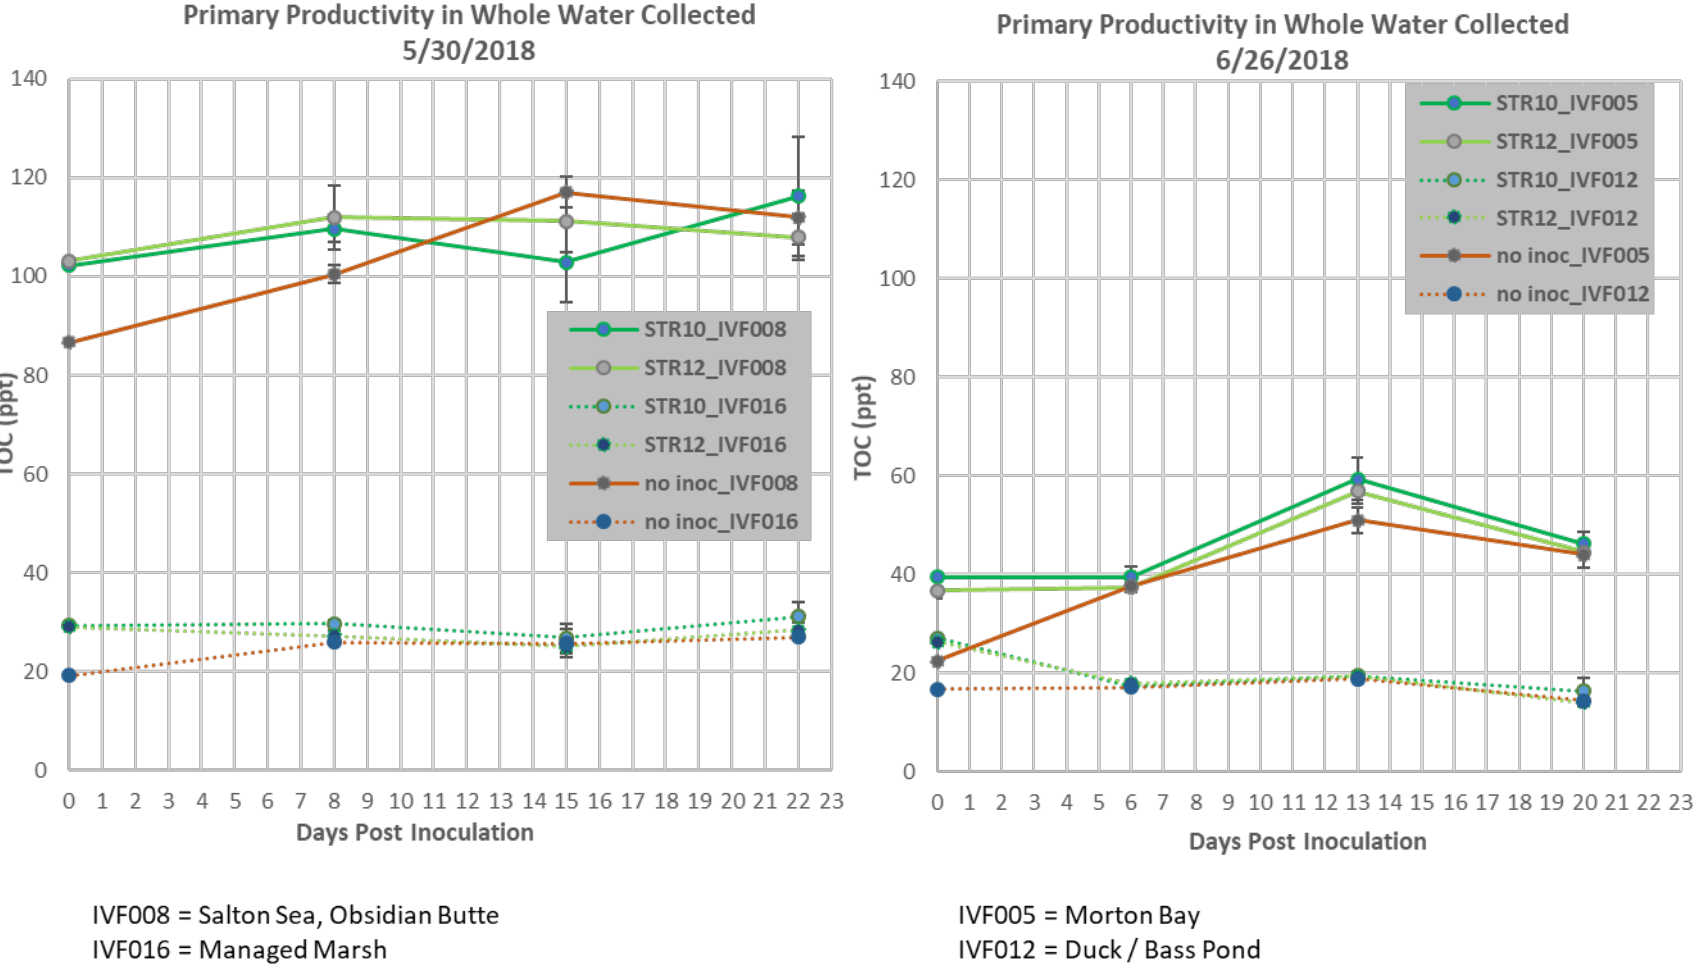 Primary Productivity in Whole Water Collected
5/30/2018
140
120
100
80
60
40
20
0
TOC (ppt)
STR10_IVF008
STR12_IVF008
STR10_IVF016
STR12_IVF016
no inoc_IVF008
no inoc_IVF016
0 1 2 3 4 5 6 7 8 9 10 11 12 13 14 15 16 17 18 19 20 21 22 23
Days Post Inoculation
IVF008 = Salton Sea, Obsidian Butte
IVF016 = Managed Marsh
Primary Productivity in Whole Water Collected
6/26/2018
140
120
100
80
60
40
20
0
TOC (ppt)
STR10_IVF005
STR12_IVF005
STR10_IVF012
STR12_IVF012
no inoc_IVF005
no inoc_IVF012
0 1 2 3 4 5 6 7 8 9 10 11 12 13 14 15 16 17 18 19 20 21 22 23
Days Post Inoculation
IVF005 = Morton Bay
IVF012 = Duck / Bass Pond